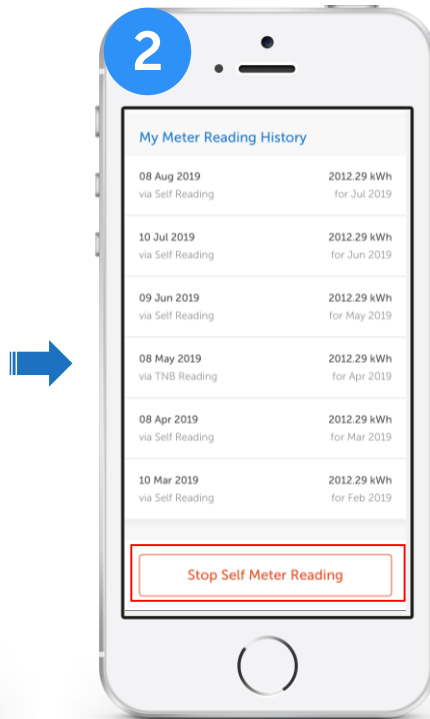 2
My Meter Reading History
08 Aug 2019 2012.29 kWh
via Self Reading for Jul 2019
10 Jul 2019 2012.29 kWh
via Self Reading for Jun 2019
09 Jun 2019 2012.29 kWh
via Self Reading for May 2019
08 May 2019 2012.29 kWh
via TNB Reading for Apr 2019
08 Apr 2019 2012.29 kWh
via Self Reading for Mar 2019
10 Mar 2019 2012.29 kWh
via Self Reading for Feb 2019
Stop Self Meter Reading